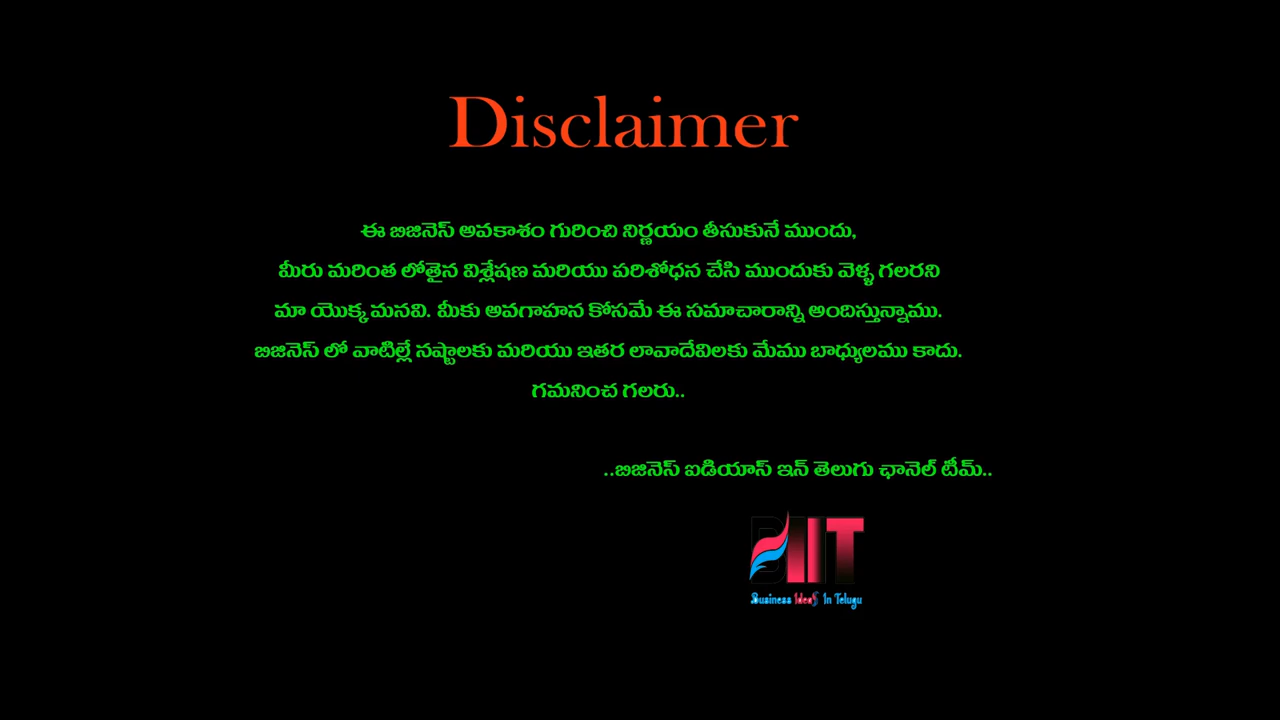 Disclaimer
ఈ బిజినెస్ అవకాశం గురించి నిర్ణయం తీసుకునే ముందు,
మీరు మరింత లోతైన విశ్లేషణ మరియు పరిశోధన చేసి ముందుకు వెళ్ళ గలరని
మా యొక్క మనవి. మీకు అవగాహన కోసమే ఈ సమాచారాన్ని అందిస్తున్నాము.
బిజినెస్ లో వాటిల్లే నష్టాలకు మరియు ఇతర లావాదేవిలకు మేము బాధ్యులము కాదు.
గమనించ గలరు..
..బిజినెస్ ఐడియాస్ ఇన్ తెలుగు ఛానెల్ టీమ్..
BIIT
Business IdeaS In Telugu